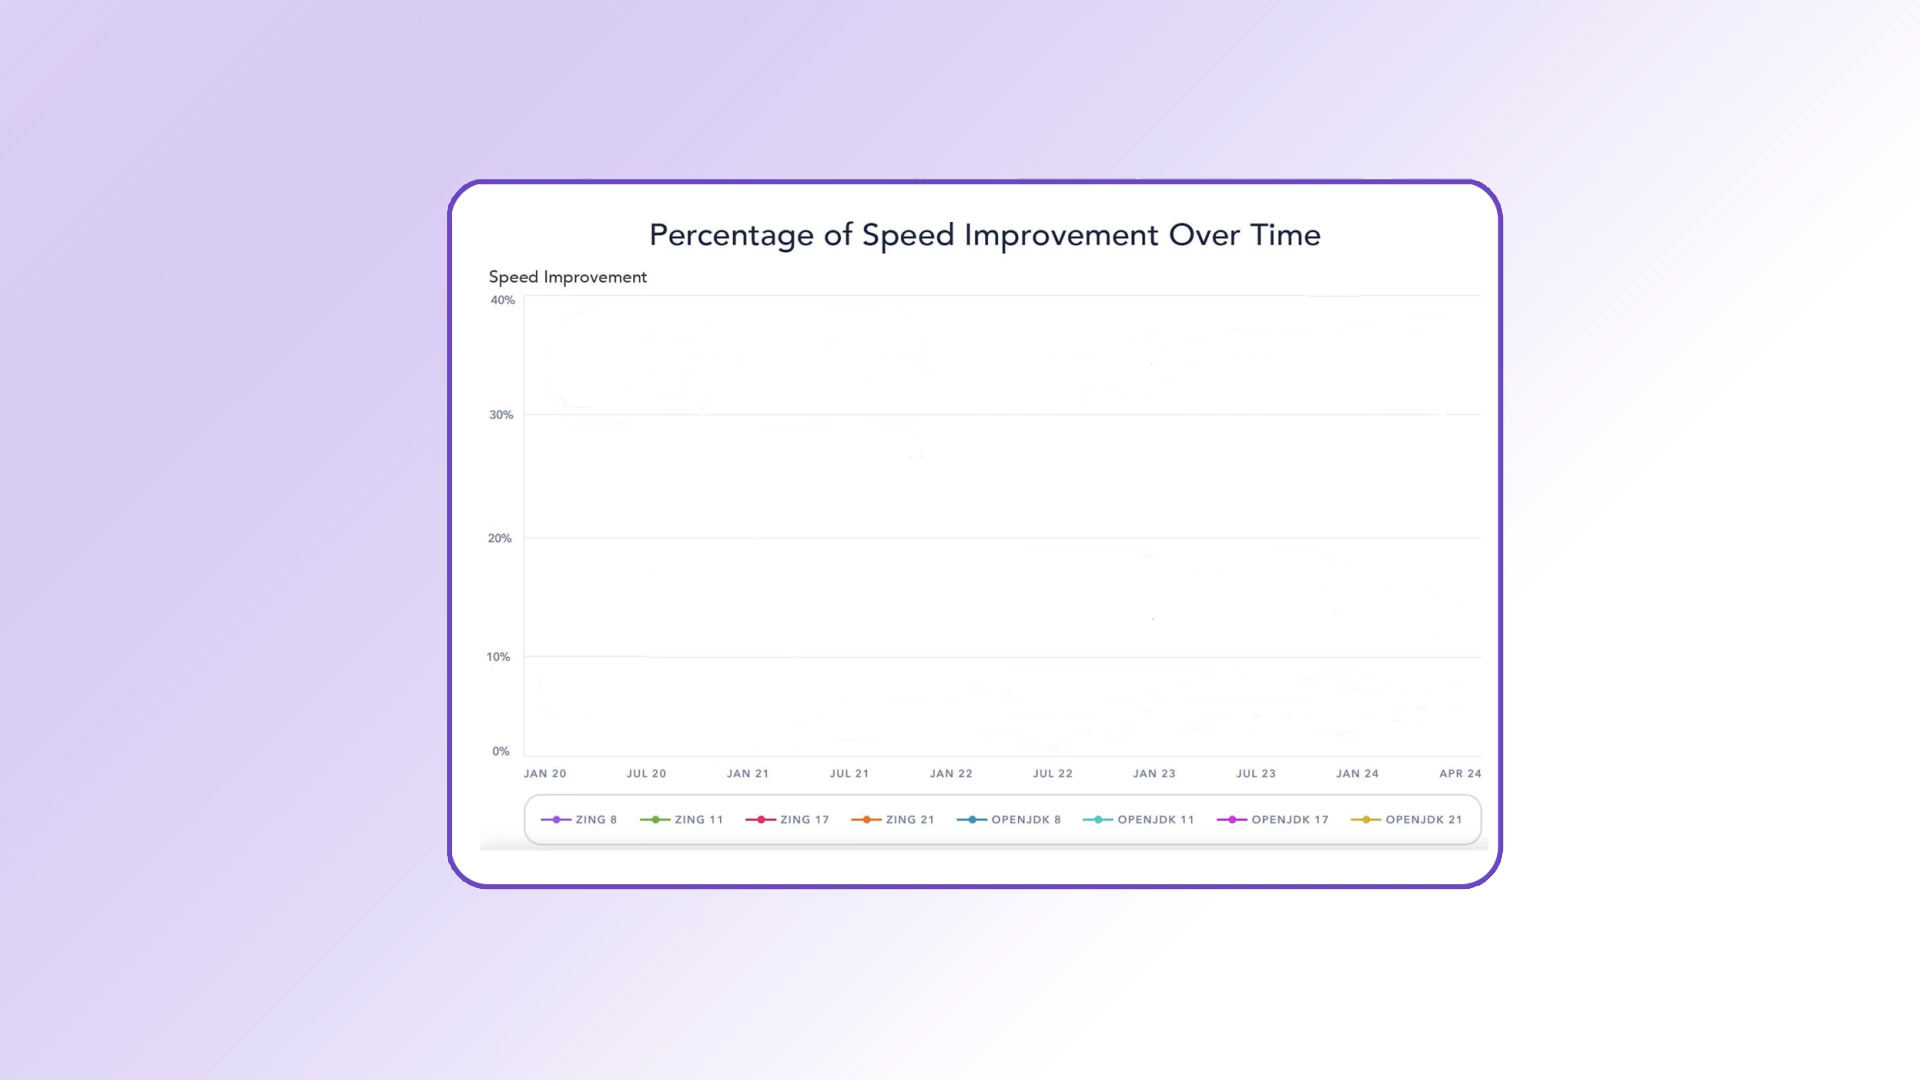 Percentage of Speed Improvement Over Time
Speed Improvement
40%
30%
20%
10%
0%
JAN 20 JUL 20 JAN 21 JUL 21 JAN 22 JUL 22 JAN 23 JUL 23 JAN 24 APR 24
ZING 8 ZING 11 ZING 17 ZING 21 OPENJDK 8 OPENJDK 11 OPENJDK 17 OPENJDK 21